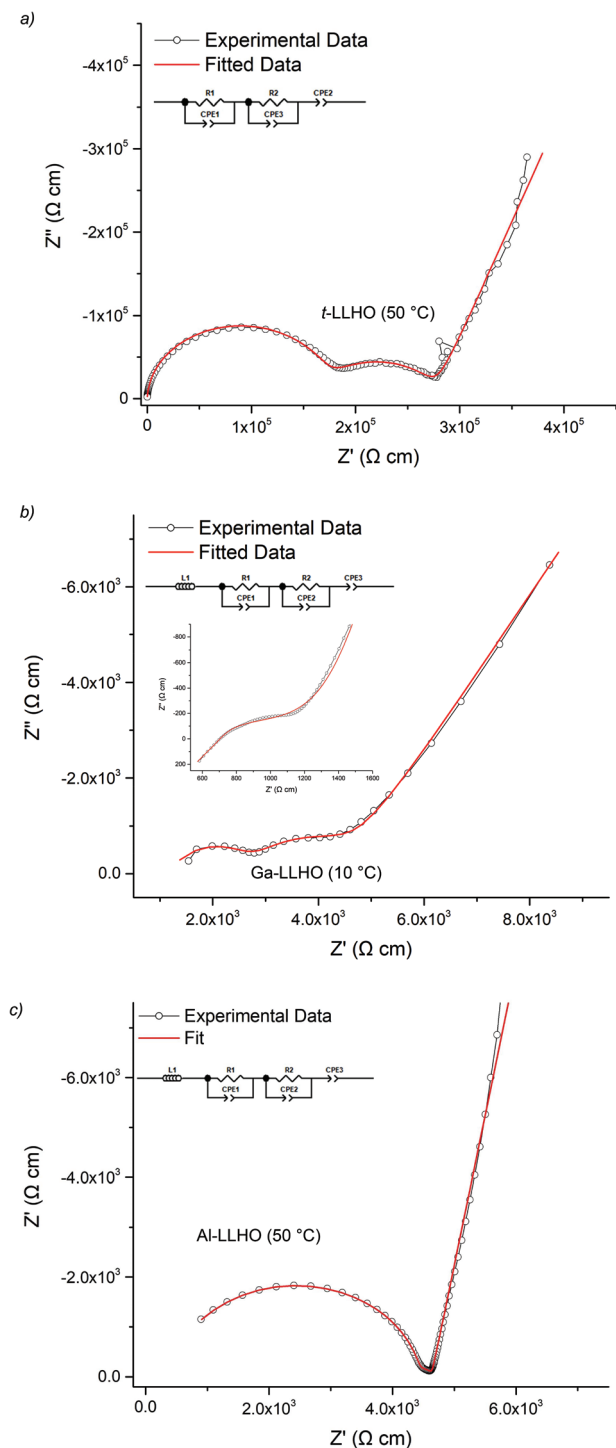 a)
Experimental Data
Fitted Data
R1 R2 CPE2
CPE1 CPE3
-4x10⁵
-3x10⁵
-2x10⁵
-1x10⁵
0
Z'' (Ω cm)
t-LLHO (50 °C)
0 1x10⁵ 2x10⁵ 3x10⁵ 4x10⁵
Z' (Ω cm)
b)
Experimental Data
Fitted Data
L1 R1 R2 CPE3
CPE1 CPE2
-6.0x10³
-4.0x10³
-2.0x10³
0.0
Z'' (Ω cm)
-800
-600
-400
-200
0
200
Z'' (Ω cm)
600 800 1000 1200 1400 1600
Z' (Ω cm)
Ga-LLHO (10 °C)
2.0x10³ 4.0x10³ 6.0x10³ 8.0x10³
Z' (Ω cm)
c)
Experimental Data
Fit
L1 R1 R2 CPE3
CPE1 CPE2
-6.0x10³
-4.0x10³
-2.0x10³
0.0
Z' (Ω cm)
Al-LLHO (50 °C)
0.0 2.0x10³ 4.0x10³ 6.0x10³
Z' (Ω cm)